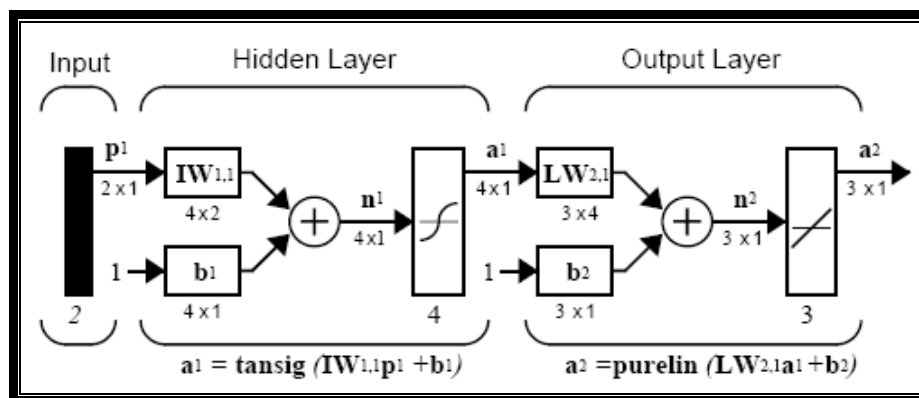 Input Hidden Layer Output Layer
p1 a1 a2
IW1,1 LW2,1
2 x 1 4 x 1 3 x 1
n1 n2
4 x 2 3 x 4
4 x 1 3 x 1
1 b1 1 b2
2 4 x 1 4 3 x 1 3
a1 = tansig (IW1,1p1 +b1) a2 =purelin (LW2,1a1 +b2)